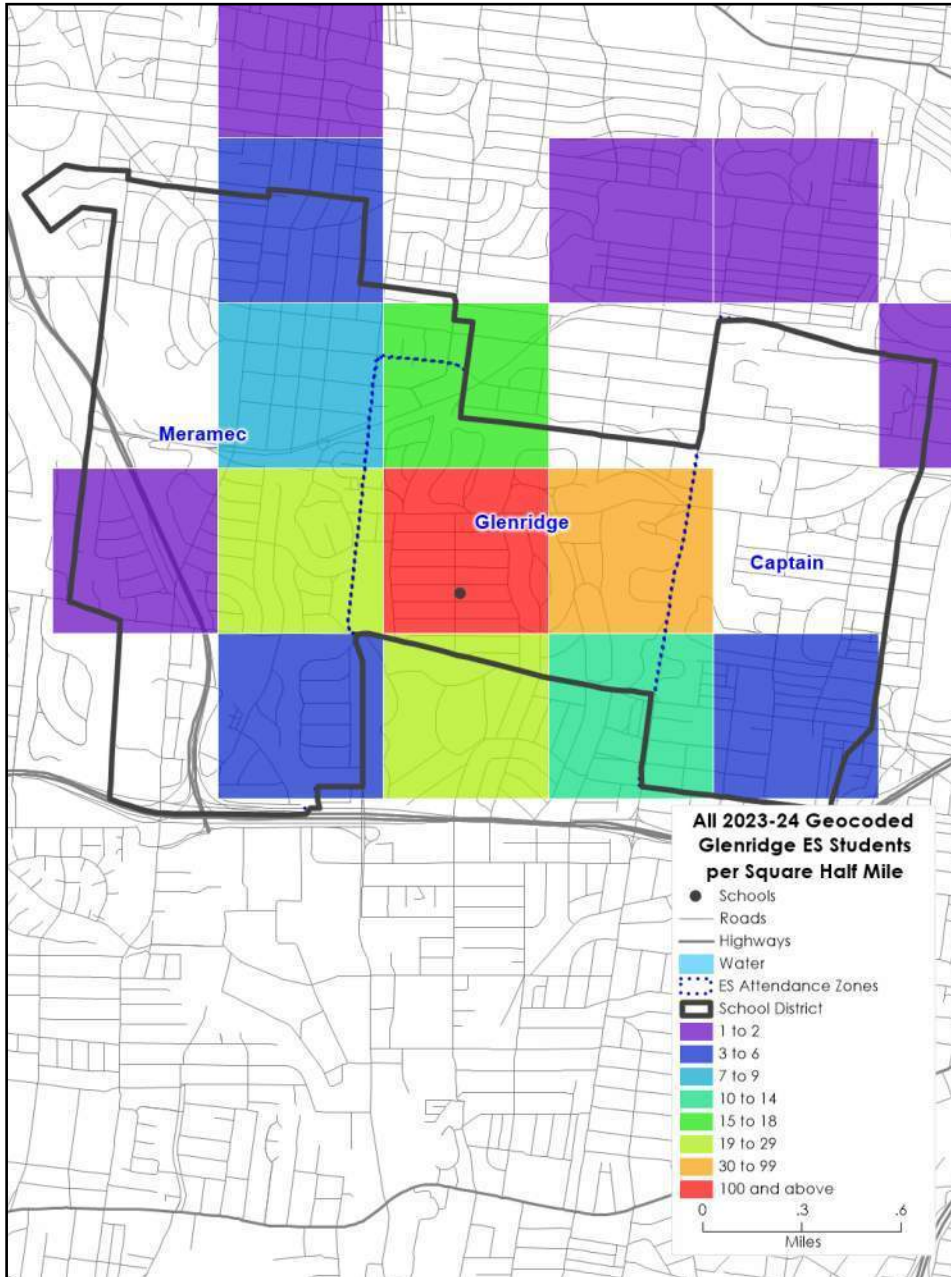 Meramec
Glenridge
Captain
All 2023-24 Geocoded
Glenridge ES Students
per Square Half Mile
Schools
Roads
Highways
Water
ES Attendance Zones
School District
1 to 2
3 to 6
7 to 9
10 to 14
15 to 18
19 to 29
30 to 99
100 and above
0 .3 .6
Miles